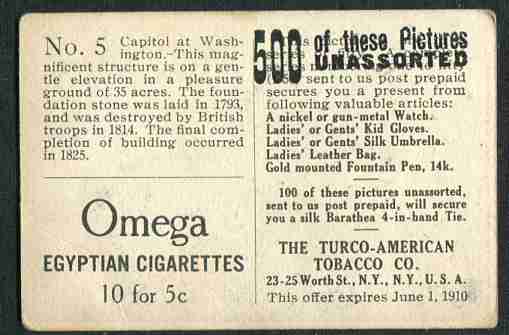 No. 5 Capitol at Wash-
ington.—This mag-
nificent structure is on a gen-
tle elevation in a pleasure
ground of 35 acres. The foun-
dation stone was laid in 1793,
and was destroyed by British
troops in 1814. The final com-
pletion of building occurred
in 1825.
Omega
EGYPTIAN CIGARETTES
10 for 5c
500 of these Pictures
UNASSORTED
sent to us post prepaid
secures you a present from
following valuable articles:
A nickel or gun-metal Watch.
Ladies' or Gents' Kid Gloves.
Ladies' or Gents' Silk Umbrella.
Ladies' Leather Bag.
Gold mounted Fountain Pen, 14k.
100 of these pictures unassorted,
sent to us post prepaid, will secure
you a silk Barathea 4-in-hand Tie.
THE TURCO-AMERICAN
TOBACCO CO.
23-25 Worth St., N.Y., N.Y., U.S.A.
This offer expires June 1, 1910